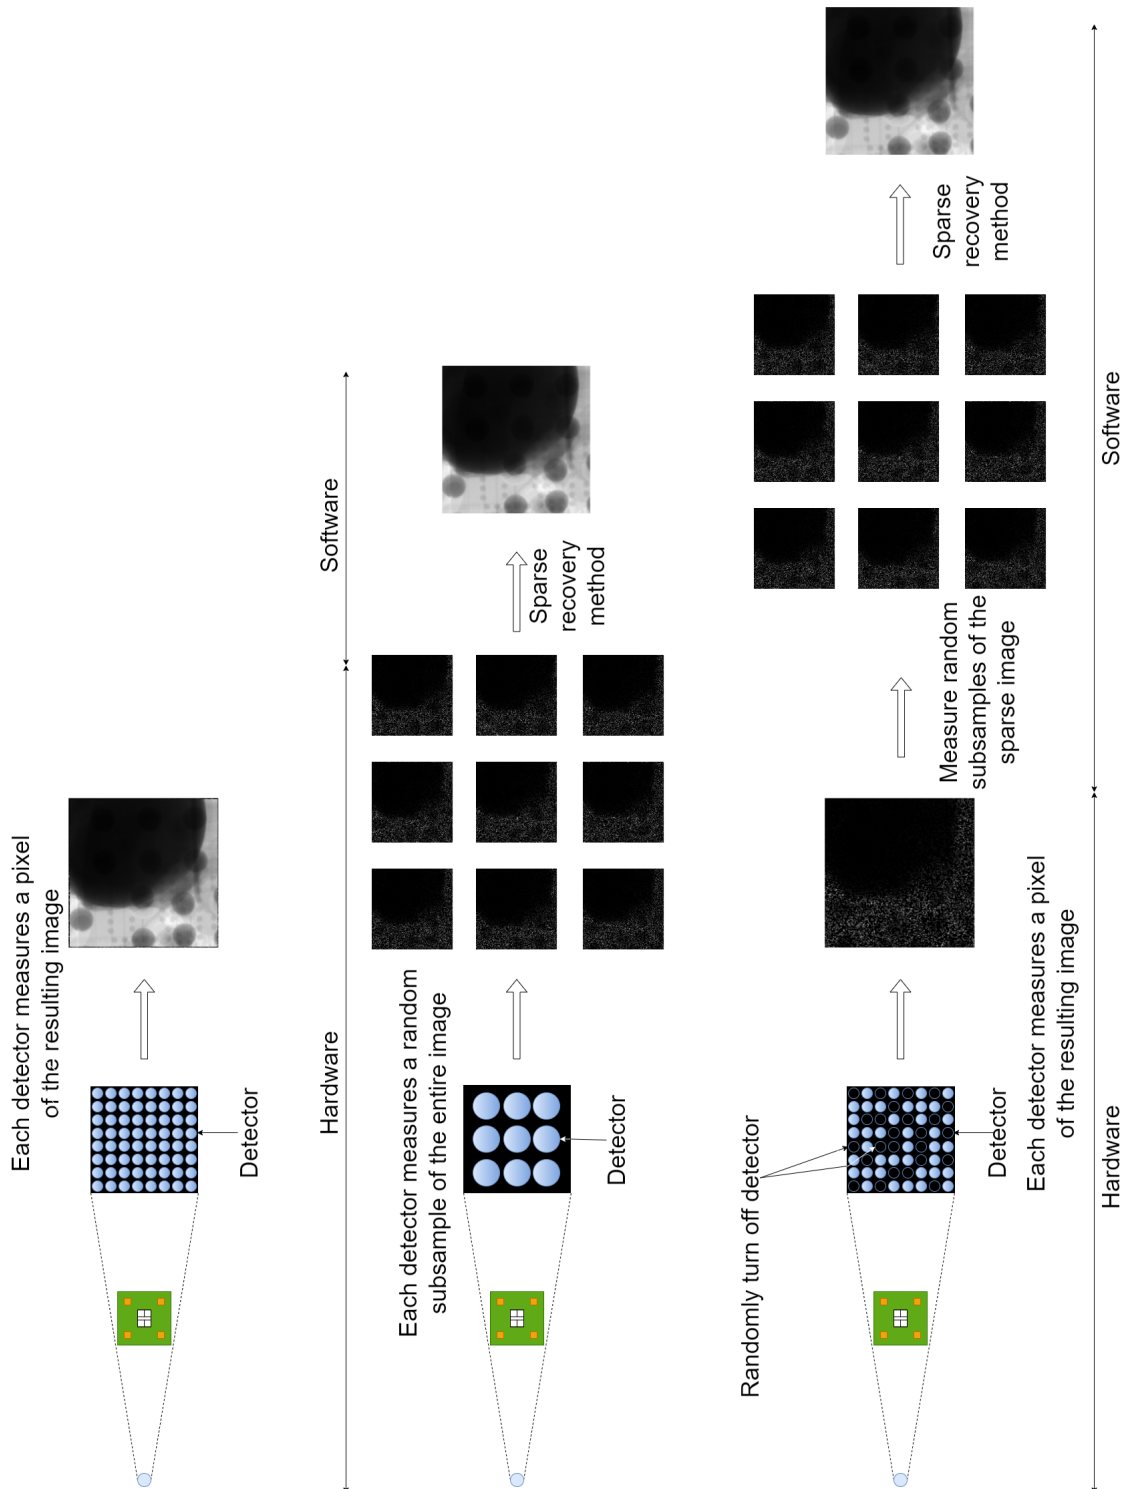 Each detector measures a pixel
of the resulting image
Detector
Hardware
Software
Each detector measures a random
subsample of the entire image
Detector
Sparse
recovery
method
Randomly turn off detector
Detector
Each detector measures a pixel
of the resulting image
Measure random
subsamples of the
sparse image
Sparse
recovery
method
Hardware
Software